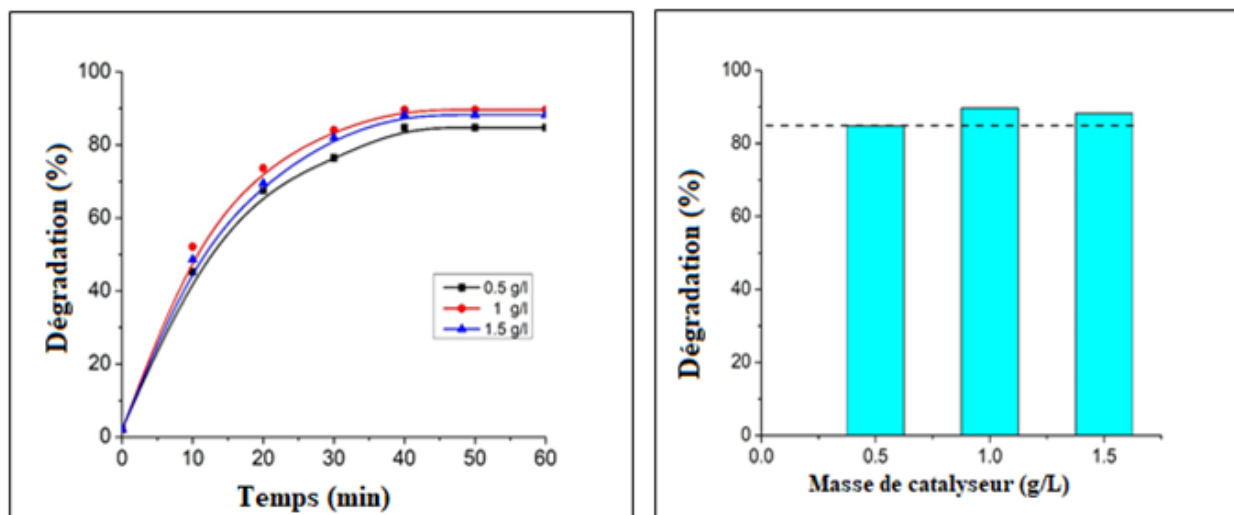 100
80
60
40
20
0
Dégradation (%)
0.5 g/l
1 g/l
1.5 g/l
0 10 20 30 40 50 60
Temps (min)
100
80
60
40
20
0
Dégradation (%)
0.0 0.5 1.0 1.5
Masse de catalyseur (g/L)